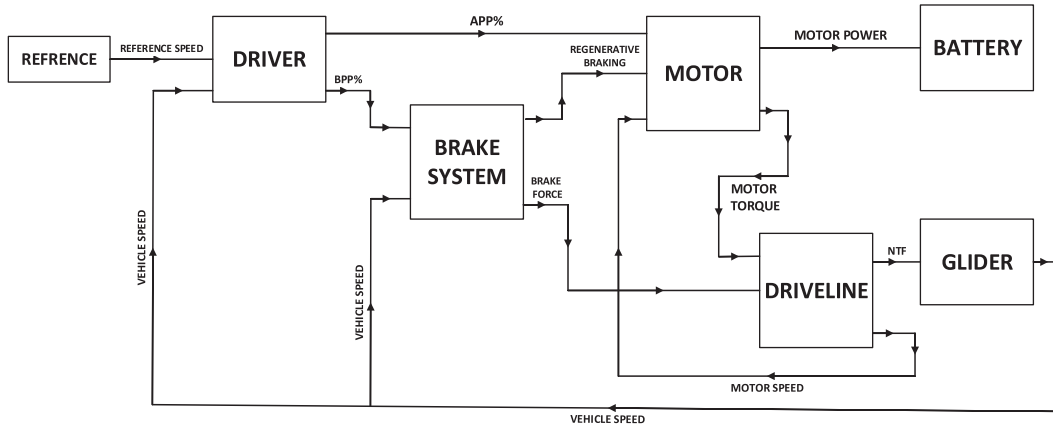 REFRENCE
REFERENCE SPEED
DRIVER
APP%
BPP%
REGENERATIVE
BRAKING
MOTOR
MOTOR POWER
BATTERY
BRAKE
SYSTEM
BRAKE
FORCE
MOTOR
TORQUE
DRIVELINE
NTF
GLIDER
MOTOR SPEED
VEHICLE SPEED
VEHICLE SPEED
VEHICLE SPEED